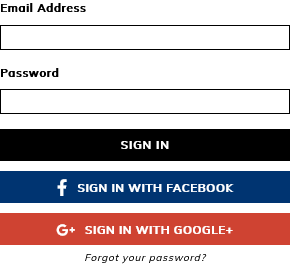 Email Address
Password
SIGN IN
SIGN IN WITH FACEBOOK
G+ SIGN IN WITH GOOGLE+
Forgot your password?